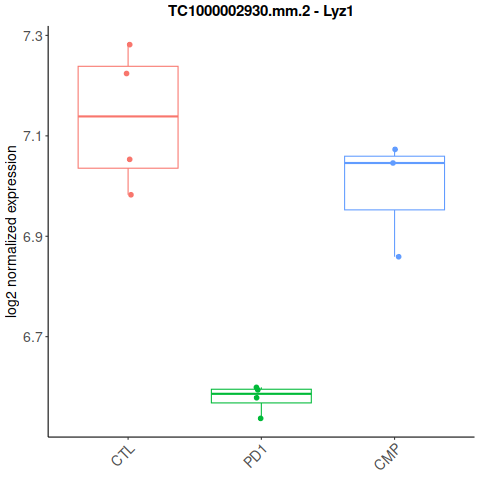 TC1000002930.mm.2 - Lyz1
log2 normalized expression
7.3
7.1
6.9
6.7
CTL
PD1
CMP